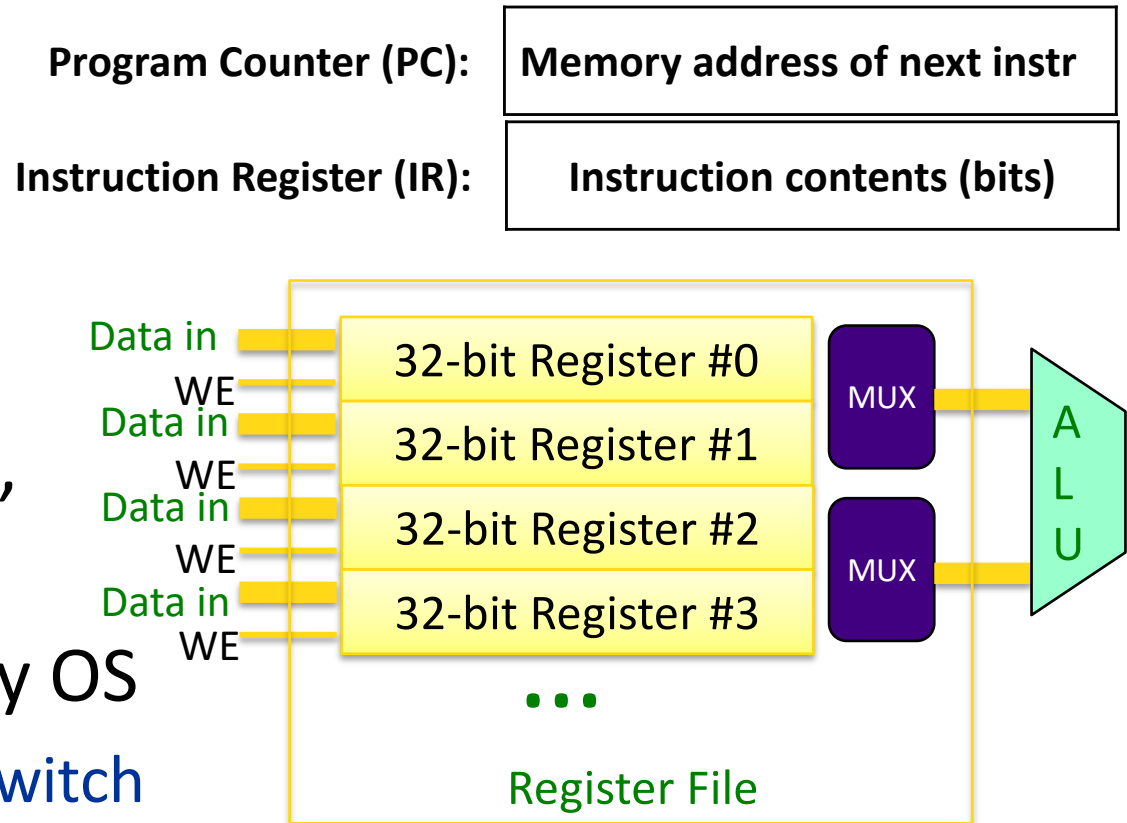 Program Counter (PC): Memory address of next instr
Instruction Register (IR): Instruction contents (bits)
Data in
32-bit Register #0
WE
MUX
Data in
32-bit Register #1
WE
,
Data in
32-bit Register #2
WE
MUX
Data in
32-bit Register #3
WE
A
L
U
y OS
...
witch
Register File